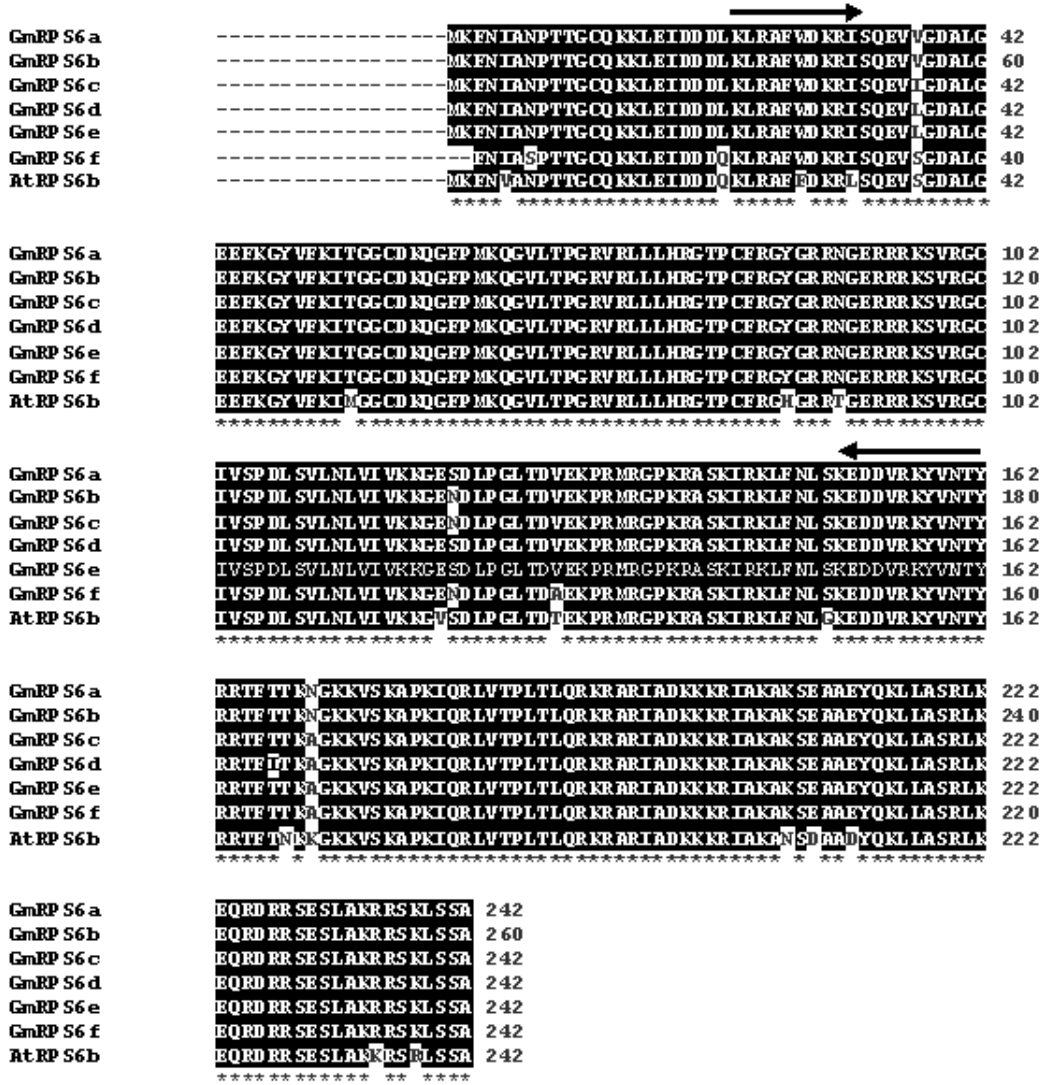 GmRPS6a ------------------MKFNIANPTTGCQKKLEIDDDLKLRAFWDKRISQEVVGDALG 42
GmRPS6b ------------------MKFNIANPTTGCQKKLEIDDDLKLRAFWDKRISQEVVGDALG 60
GmRPS6c ------------------MKFNIANPTTGCQKKLEIDDDLKLRAFWDKRISQEVIGDALG 42
GmRPS6d ------------------MKFNIANPTTGCQKKLEIDDDLKLRAFWDKRISQEVLGDALG 42
GmRPS6e ------------------MKFNIANPTTGCQKKLEIDDDLKLRAFWDKRISQEVLGDALG 42
GmRPS6f --------------------FNIASPTTGCQKKLEIDDDQKLRAFWDKRISQEVSGDALG 40
AtRPS6b ------------------MKFNVANPTTGCQKKLEIDDDQKLRAFFDKRLSQEVSGDALG 42
**** **************** ****** *** **********
GmRPS6a EEFKGYVFKITGGCDKQGFPMKQGVLTPGRVRLLLHRGTPCFRGYGRRNGERRRKSVRGC 102
GmRPS6b EEFKGYVFKITGGCDKQGFPMKQGVLTPGRVRLLLHRGTPCFRGYGRRNGERRRKSVRGC 120
GmRPS6c EEFKGYVFKITGGCDKQGFPMKQGVLTPGRVRLLLHRGTPCFRGYGRRNGERRRKSVRGC 102
GmRPS6d EEFKGYVFKITGGCDKQGFPMKQGVLTPGRVRLLLHRGTPCFRGYGRRNGERRRKSVRGC 102
GmRPS6e EEFKGYVFKITGGCDKQGFPMKQGVLTPGRVRLLLHRGTPCFRGYGRRNGERRRKSVRGC 102
GmRPS6f EEFKGYVFKITGGCDKQGFPMKQGVLTPGRVRLLLHRGTPCFRGYGRRNGERRRKSVRGC 100
AtRPS6b EEFKGYVFKIMGGCDKQGFPMKQGVLTPGRVRLLLHRGTPCFRGHGRRTGERRRKSVRGC 102
********** ********************************* *** ***********
GmRPS6a IVSPDLSVLNLVIVKKGESDLPGLTDVEKPRMRGPKRASKIRKLFNLSKEDDVRKYVNTY 162
GmRPS6b IVSPDLSVLNLVIVKKGENDLPGLTDVEKPRMRGPKRASKIRKLFNLSKEDDVRKYVNTY 180
GmRPS6c IVSPDLSVLNLVIVKKGENDLPGLTDVEKPRMRGPKRASKIRKLFNLSKEDDVRKYVNTY 162
GmRPS6d IVSPDLSVLNLVIVKKGESDLPGLTDVEKPRMRGPKRASKIRKLFNLSKEDDVRKYVNTY 162
GmRPS6e IVSPDLSVLNLVIVKKGESDLPGLTDVEKPRMRGPKRASKIRKLFNLSKEDDVRKYVNTY 162
GmRPS6f IVSPDLSVLNLVIVKKGENDLPGLTDAEKPRMRGPKRASKIRKLFNLSKEDDVRKYVNTY 160
AtRPS6b IVSPDLSVLNLVIVKKGVSDLPGLTDTEKPRMRGPKRASKIRKLFNLGKEDDVRKYVNTY 162
***************** ******** ******************** ************
GmRPS6a RRTFTTKNGKKVSKAPKIQRLVTPLTLQRKRARIADKKKRIAKAKSEAAEYQKLLASRLK 222
GmRPS6b RRTFTTKNGKKVSKAPKIQRLVTPLTLQRKRARIADKKKRIAKAKSEAAEYQKLLASRLK 240
GmRPS6c RRTFTTKAGKKVSKAPKIQRLVTPLTLQRKRARIADKKKRIAKAKSEAAEYQKLLASRLK 222
GmRPS6d RRTFITKAGKKVSKAPKIQRLVTPLTLQRKRARIADKKKRIAKAKSEAAEYQKLLASRLK 222
GmRPS6e RRTFTTKAGKKVSKAPKIQRLVTPLTLQRKRARIADKKKRIAKAKSEAAEYQKLLASRLK 222
GmRPS6f RRTFTTKAGKKVSKAPKIQRLVTPLTLQRKRARIADKKKRIAKAKSEAAEYQKLLASRLK 220
AtRPS6b RRTFTNKKGKKVSKAPKIQRLVTPLTLQRKRARIADKKKRIAKANSDAADYQKLLASRLK 222
***** * ************************************ * ** **********
GmRPS6a EQRDRRSESLAKRRSKLSSA 242
GmRPS6b EQRDRRSESLAKRRSKLSSA 260
GmRPS6c EQRDRRSESLAKRRSKLSSA 242
GmRPS6d EQRDRRSESLAKRRSKLSSA 242
GmRPS6e EQRDRRSESLAKRRSKLSSA 242
GmRPS6f EQRDRRSESLAKRRSKLSSA 242
AtRPS6b EQRDRRSESLAKKRSRLSSA 242
************ ** ****